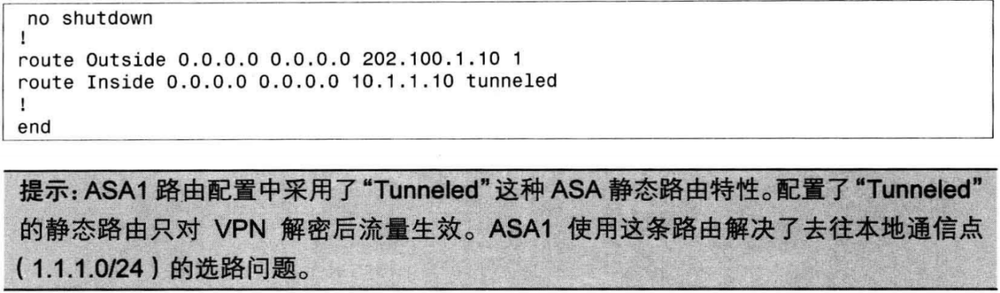 no shutdown
!
route Outside 0.0.0.0 0.0.0.0 202.100.1.10 1
route Inside 0.0.0.0 0.0.0.0 10.1.1.10 tunneled
!
end
提示：ASA1 路由配置中采用了“Tunneled”这种 ASA 静态路由特性。配置了“Tunneled”
的静态路由只对 VPN 解密后流量生效。ASA1 使用这条路由解决了去往本地通信点
（1.1.1.0/24）的选路问题。